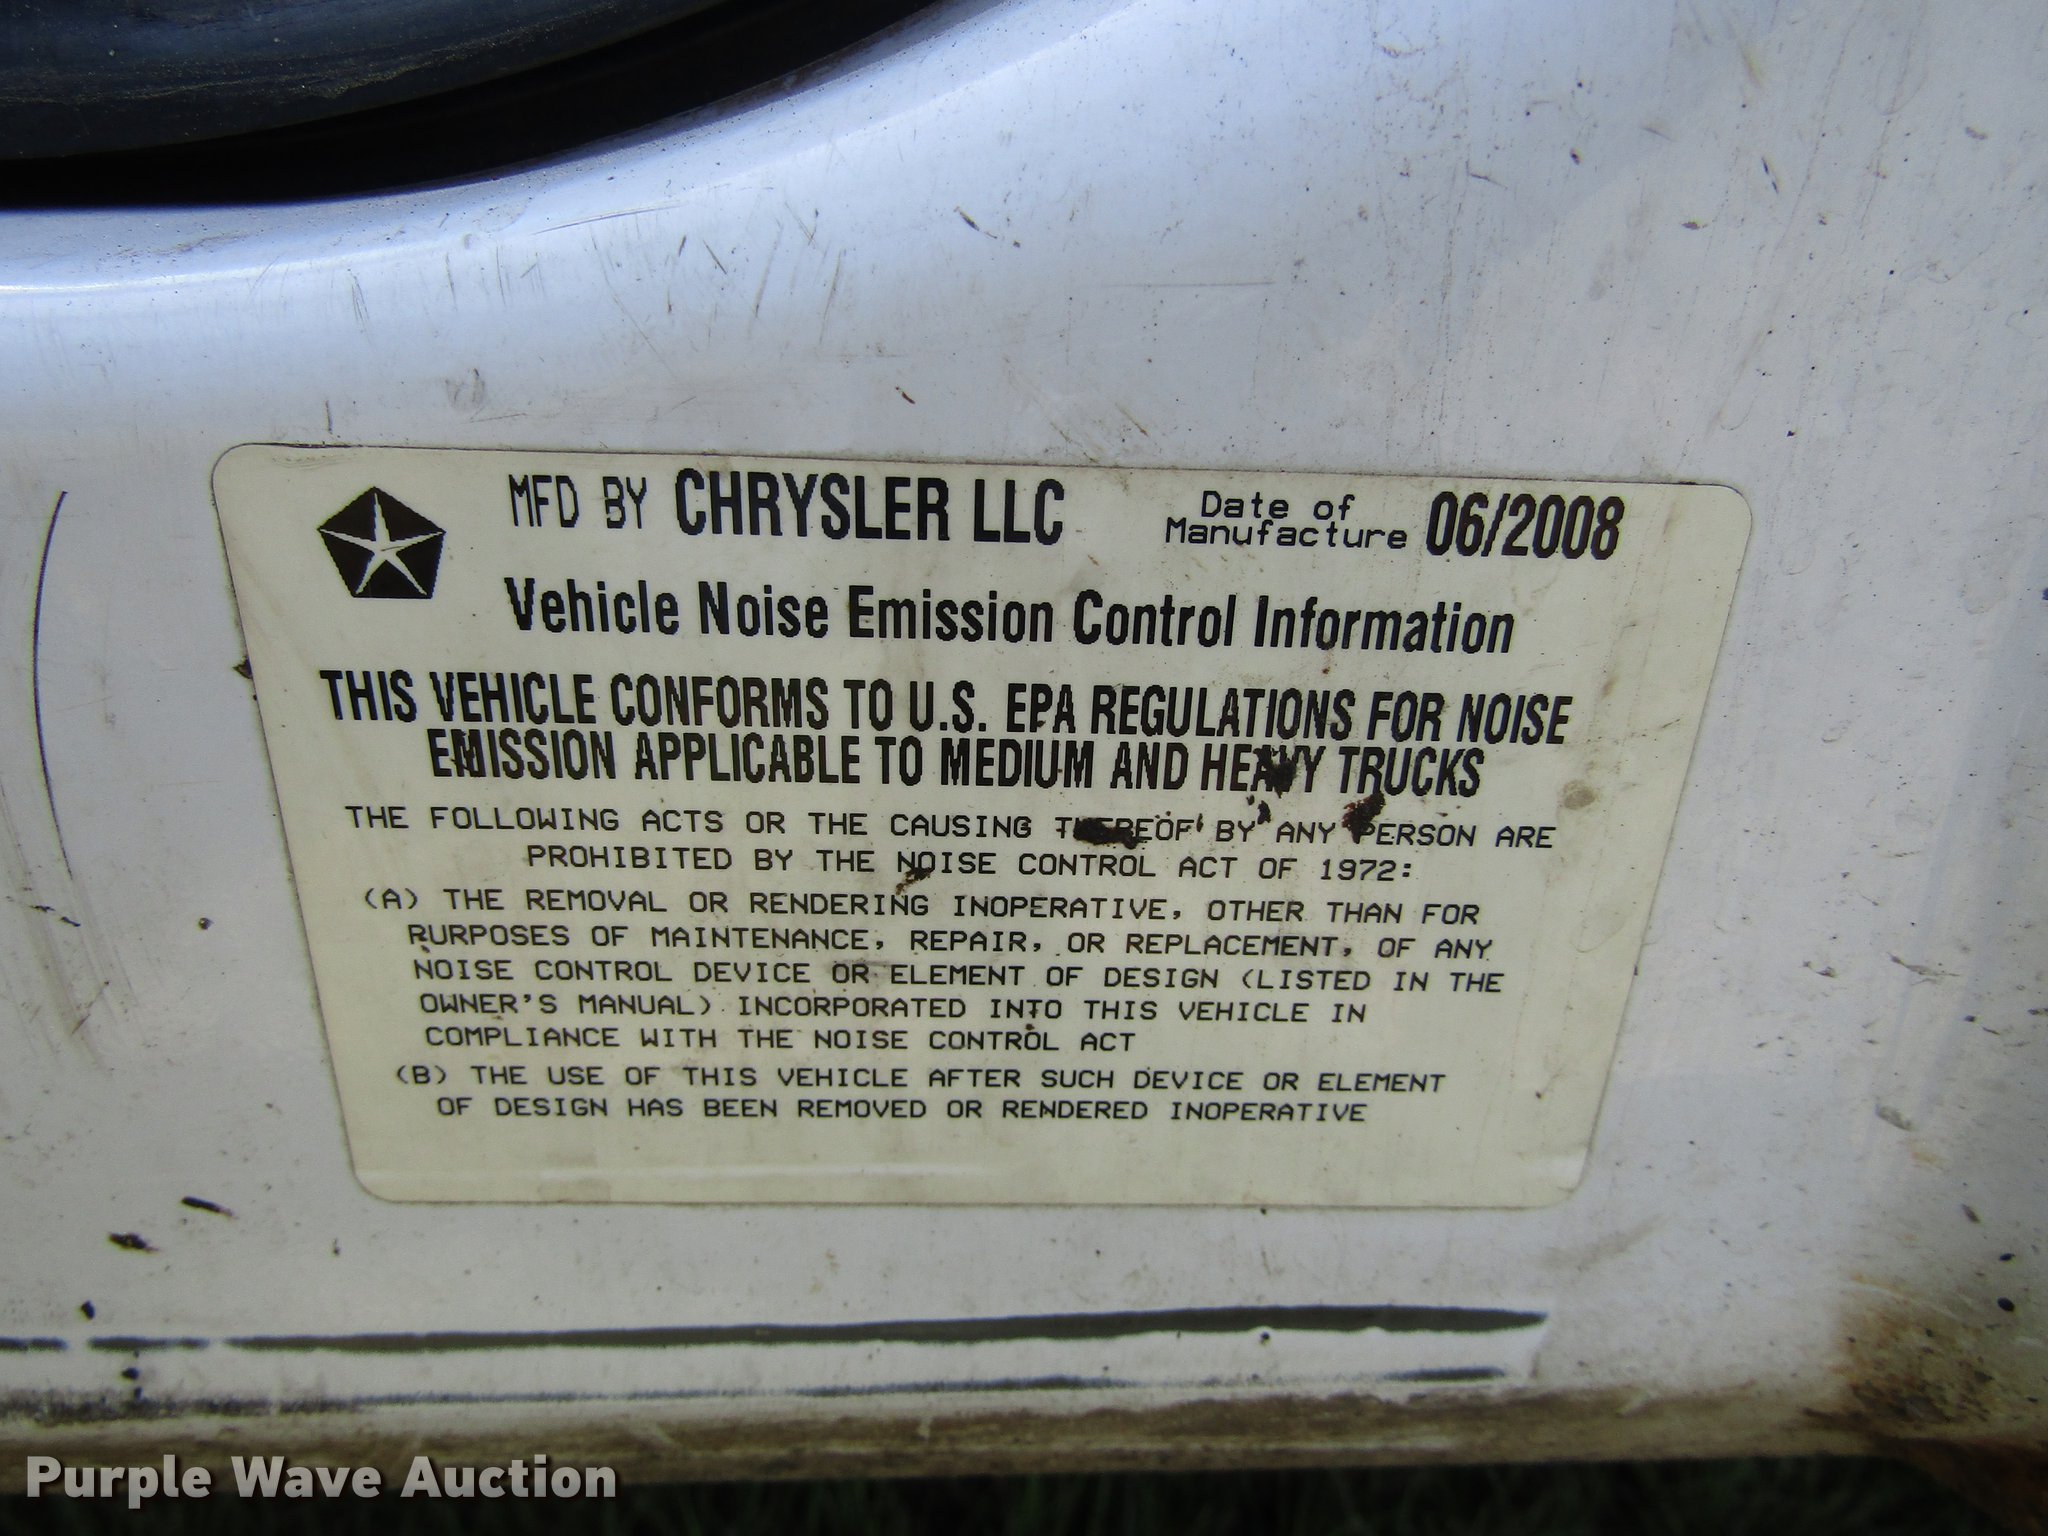 MFD BY CHRYSLER LLC Date of Manufacture 06/2008
Vehicle Noise Emission Control Information
THIS VEHICLE CONFORMS TO U.S. EPA REGULATIONS FOR NOISE
EMISSION APPLICABLE TO MEDIUM AND HEAVY TRUCKS
THE FOLLOWING ACTS OR THE CAUSING THEREOF BY ANY PERSON ARE
PROHIBITED BY THE NOISE CONTROL ACT OF 1972:
(A) THE REMOVAL OR RENDERING INOPERATIVE, OTHER THAN FOR
PURPOSES OF MAINTENANCE, REPAIR, OR REPLACEMENT, OF ANY
NOISE CONTROL DEVICE OR ELEMENT OF DESIGN (LISTED IN THE
OWNER'S MANUAL) INCORPORATED INTO THIS VEHICLE IN
COMPLIANCE WITH THE NOISE CONTROL ACT
(B) THE USE OF THIS VEHICLE AFTER SUCH DEVICE OR ELEMENT
OF DESIGN HAS BEEN REMOVED OR RENDERED INOPERATIVE
Purple Wave Auction